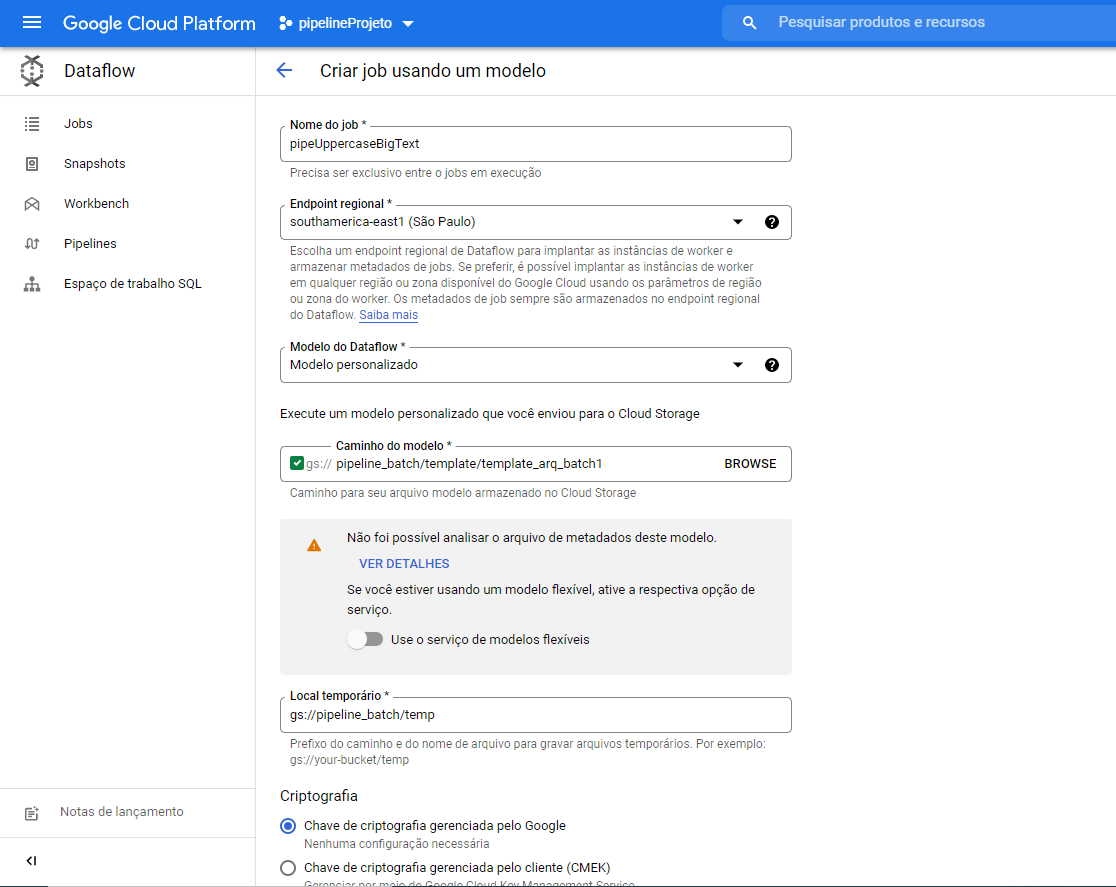 Google Cloud Platform
pipelineProjeto
Pesquisar produtos e recursos
Dataflow
Criar job usando um modelo
Jobs
Snapshots
Workbench
Pipelines
Espaço de trabalho SQL
Notas de lançamento
Nome do job *
pipeUppercaseBigText
Precisa ser exclusivo entre o jobs em execução
Endpoint regional *
southamerica-east1 (São Paulo)
Escolha um endpoint regional de Dataflow para implantar as instâncias de worker e
armazenar metadados de jobs. Se preferir, é possível implantar as instâncias de worker
em qualquer região ou zona disponível do Google Cloud usando os parâmetros de região
ou zona do worker. Os metadados de job sempre são armazenados no endpoint regional
do Dataflow. Saiba mais
Modelo do Dataflow *
Modelo personalizado
Execute um modelo personalizado que você enviou para o Cloud Storage
Caminho do modelo *
gs:// pipeline_batch/template/template_arq_batch1 BROWSE
Caminho para seu arquivo modelo armazenado no Cloud Storage
Não foi possível analisar o arquivo de metadados deste modelo.
VER DETALHES
Se você estiver usando um modelo flexível, ative a respectiva opção de
serviço.
Use o serviço de modelos flexíveis
Local temporário *
gs://pipeline_batch/temp
Prefixo do caminho e do nome de arquivo para gravar arquivos temporários. Por exemplo:
gs://your-bucket/temp
Criptografia
Chave de criptografia gerenciada pelo Google
Nenhuma configuração necessária
Chave de criptografia gerenciada pelo cliente (CMEK)
Gerenciar por meio do Google Cloud Key Management Service